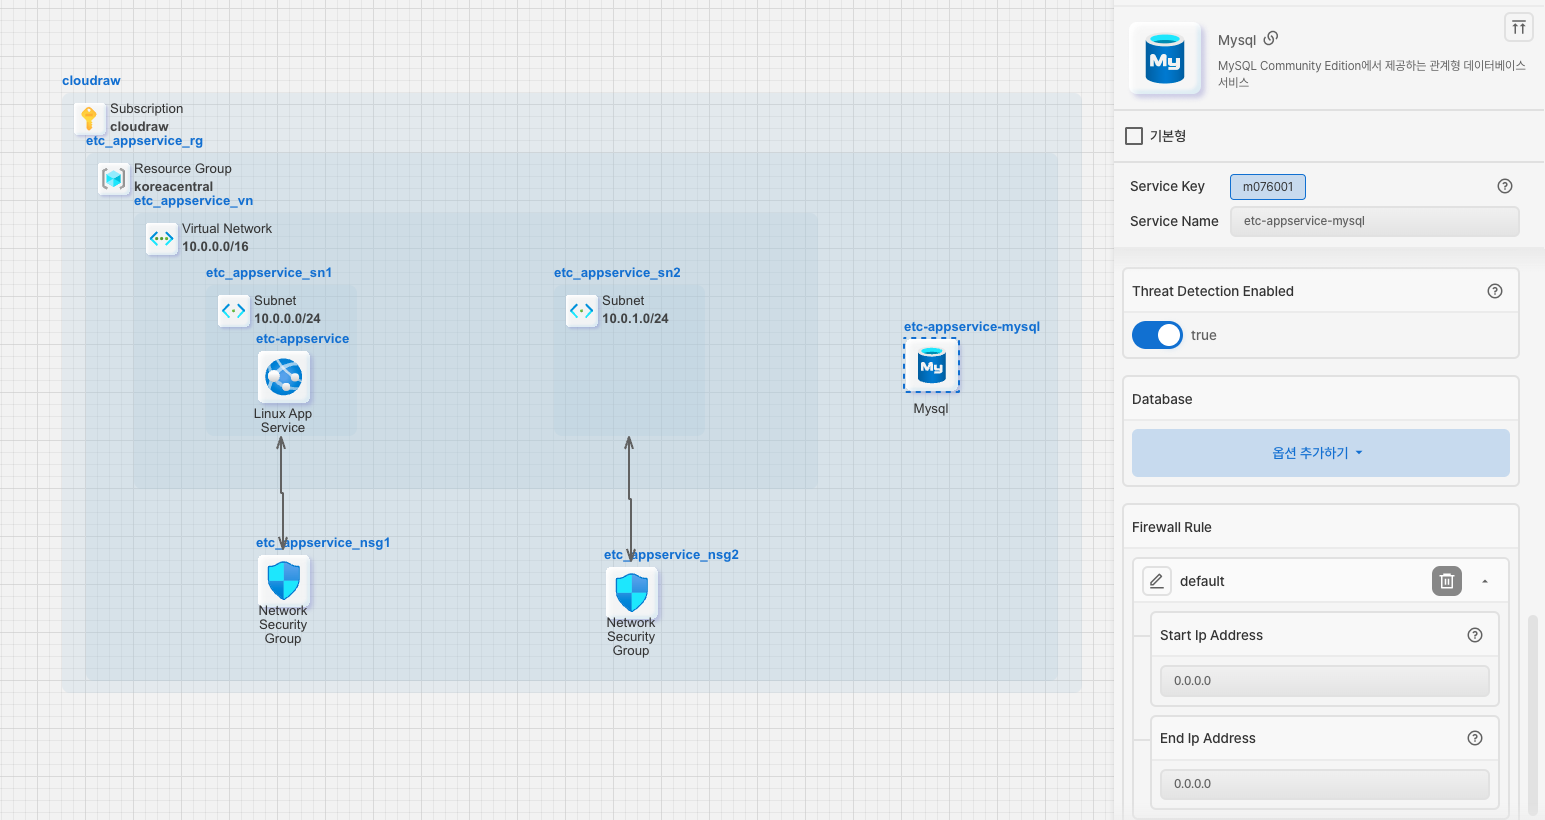 cloudraw
Subscription
cloudraw
etc_appservice_rg
Resource Group
koreacentral
etc_appservice_vn
Virtual Network
10.0.0.0/16
etc_appservice_sn1
Subnet
10.0.0.0/24
etc-appservice
Linux App
Service
etc_appservice_sn2
Subnet
10.0.1.0/24
etc-appservice-mysql
My
Mysql
etc_appservice_nsg1
Network
Security
Group
etc_appservice_nsg2
Network
Security
Group
My
Mysql
MySQL Community Edition에서 제공하는 관계형 데이터베이스
서비스
기본형
Service Key
m076001
Service Name
etc-appservice-mysql
Threat Detection Enabled
true
Database
옵션 추가하기
Firewall Rule
default
Start Ip Address
0.0.0.0
End Ip Address
0.0.0.0